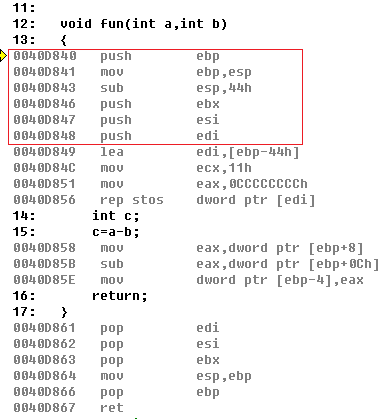 11:
12: void fun(int a,int b)
13: {
0040D840 push ebp
0040D841 mov ebp,esp
0040D843 sub esp,44h
0040D846 push ebx
0040D847 push esi
0040D848 push edi
0040D849 lea edi,[ebp-44h]
0040D84C mov ecx,11h
0040D851 mov eax,0CCCCCCCCh
0040D856 rep stos dword ptr [edi]
14: int c;
15: c=a-b;
0040D858 mov eax,dword ptr [ebp+8]
0040D85B sub eax,dword ptr [ebp+0Ch]
0040D85E mov dword ptr [ebp-4],eax
16: return;
17: }
0040D861 pop edi
0040D862 pop esi
0040D863 pop ebx
0040D864 mov esp,ebp
0040D866 pop ebp
0040D867 ret